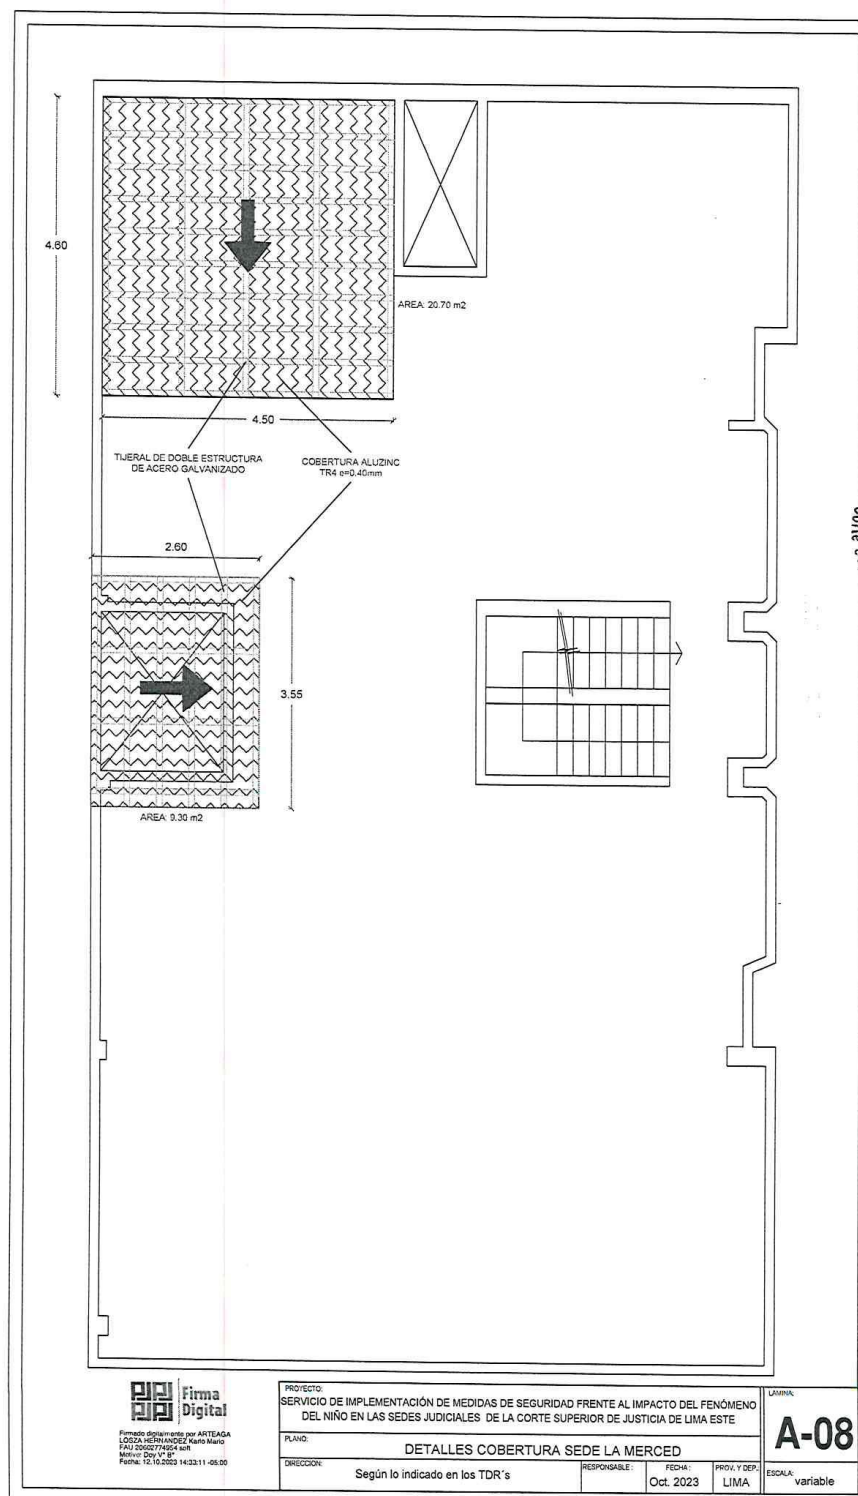 4.60
AREA: 20.70 m2
4.50
TIJERAL DE DOBLE ESTRUCTURA
DE ACERO GALVANIZADO
COBERTURA ALUZINC
TR4 e=0.40mm
2.60
3.55
AREA: 9.30 m2
Firma
Digital
Firmado digitalmente por ARTEAGA
LOSZA HERNANDEZ Karlo Mario
FAU 20602774954 soft
Motivo: Doy V° B°
Fecha: 12.10.2023 14:33:11 -05:00
PROYECTO:
SERVICIO DE IMPLEMENTACIÓN DE MEDIDAS DE SEGURIDAD FRENTE AL IMPACTO DEL FENÓMENO
DEL NIÑO EN LAS SEDES JUDICIALES DE LA CORTE SUPERIOR DE JUSTICIA DE LIMA ESTE
PLANO:
DETALLES COBERTURA SEDE LA MERCED
DIRECCION:
Según lo indicado en los TDR´s
RESPONSABLE:
FECHA:
Oct. 2023
PROV. Y DEP.:
LIMA
LAMINA:
A-08
ESCALA:
variable